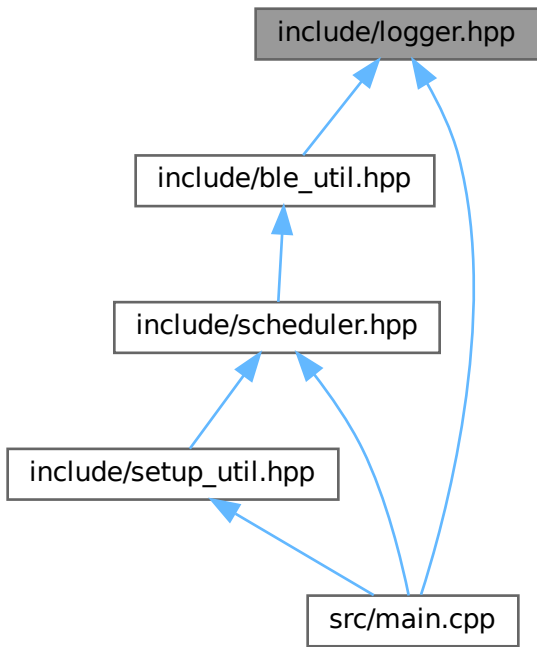 include/logger.hpp
include/ble_util.hpp
include/scheduler.hpp
include/setup_util.hpp
src/main.cpp